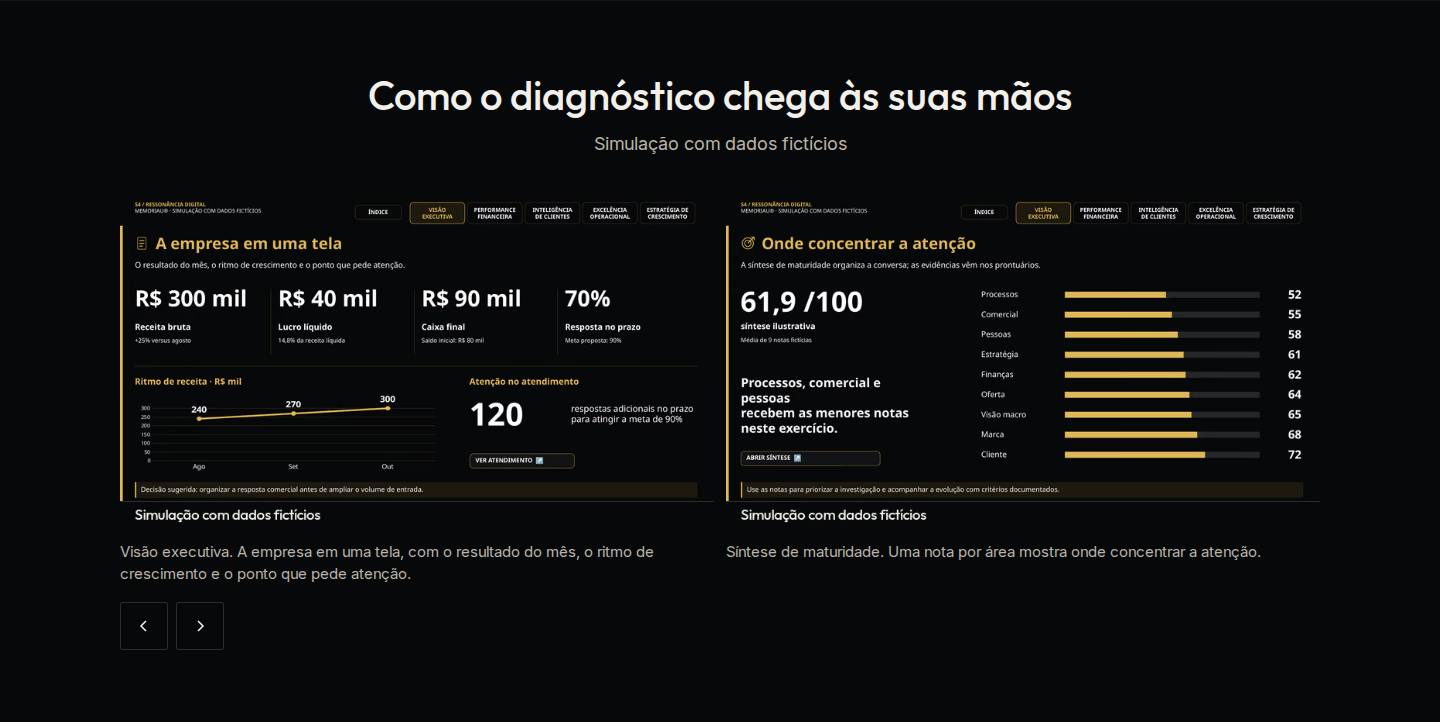 Como o diagnóstico chega às suas mãos
Simulação com dados fictícios
S4 / RESSONÂNCIA DIGITAL
MEMORIAU® · SIMULAÇÃO COM DADOS FICTÍCIOS
ÍNDICE
VISÃO
EXECUTIVA
PERFORMANCE
FINANCEIRA
INTELIGÊNCIA
DE CLIENTES
EXCELÊNCIA
OPERACIONAL
ESTRATÉGIA DE
CRESCIMENTO
A empresa em uma tela
O resultado do mês, o ritmo de crescimento e o ponto que pede atenção.
R$ 300 mil
Receita bruta
+25% versus agosto
R$ 40 mil
Lucro líquido
14,8% da receita líquida
R$ 90 mil
Caixa final
Saldo inicial: R$ 80 mil
70%
Resposta no prazo
Meta proposta: 90%
Ritmo de receita · R$ mil
300
250
200
150
100
50
0
240
270
300
Ago
Set
Out
Atenção no atendimento
120
respostas adicionais no prazo
para atingir a meta de 90%
VER ATENDIMENTO ↗
Decisão sugerida: organizar a resposta comercial antes de ampliar o volume de entrada.
Simulação com dados fictícios
Visão executiva. A empresa em uma tela, com o resultado do mês, o ritmo de
crescimento e o ponto que pede atenção.
S4 / RESSONÂNCIA DIGITAL
MEMORIAU® · SIMULAÇÃO COM DADOS FICTÍCIOS
ÍNDICE
VISÃO
EXECUTIVA
PERFORMANCE
FINANCEIRA
INTELIGÊNCIA
DE CLIENTES
EXCELÊNCIA
OPERACIONAL
ESTRATÉGIA DE
CRESCIMENTO
Onde concentrar a atenção
A síntese de maturidade organiza a conversa; as evidências vêm nos prontuários.
61,9 /100
síntese ilustrativa
Média de 9 notas fictícias
Processos, comercial e
pessoas
recebem as menores notas
neste exercício.
ABRIR SÍNTESE ↗
Processos 52
Comercial 55
Pessoas 58
Estratégia 61
Finanças 62
Oferta 64
Visão macro 65
Marca 68
Cliente 72
Use as notas para priorizar a investigação e acompanhar a evolução com critérios documentados.
Simulação com dados fictícios
Síntese de maturidade. Uma nota por área mostra onde concentrar a atenção.